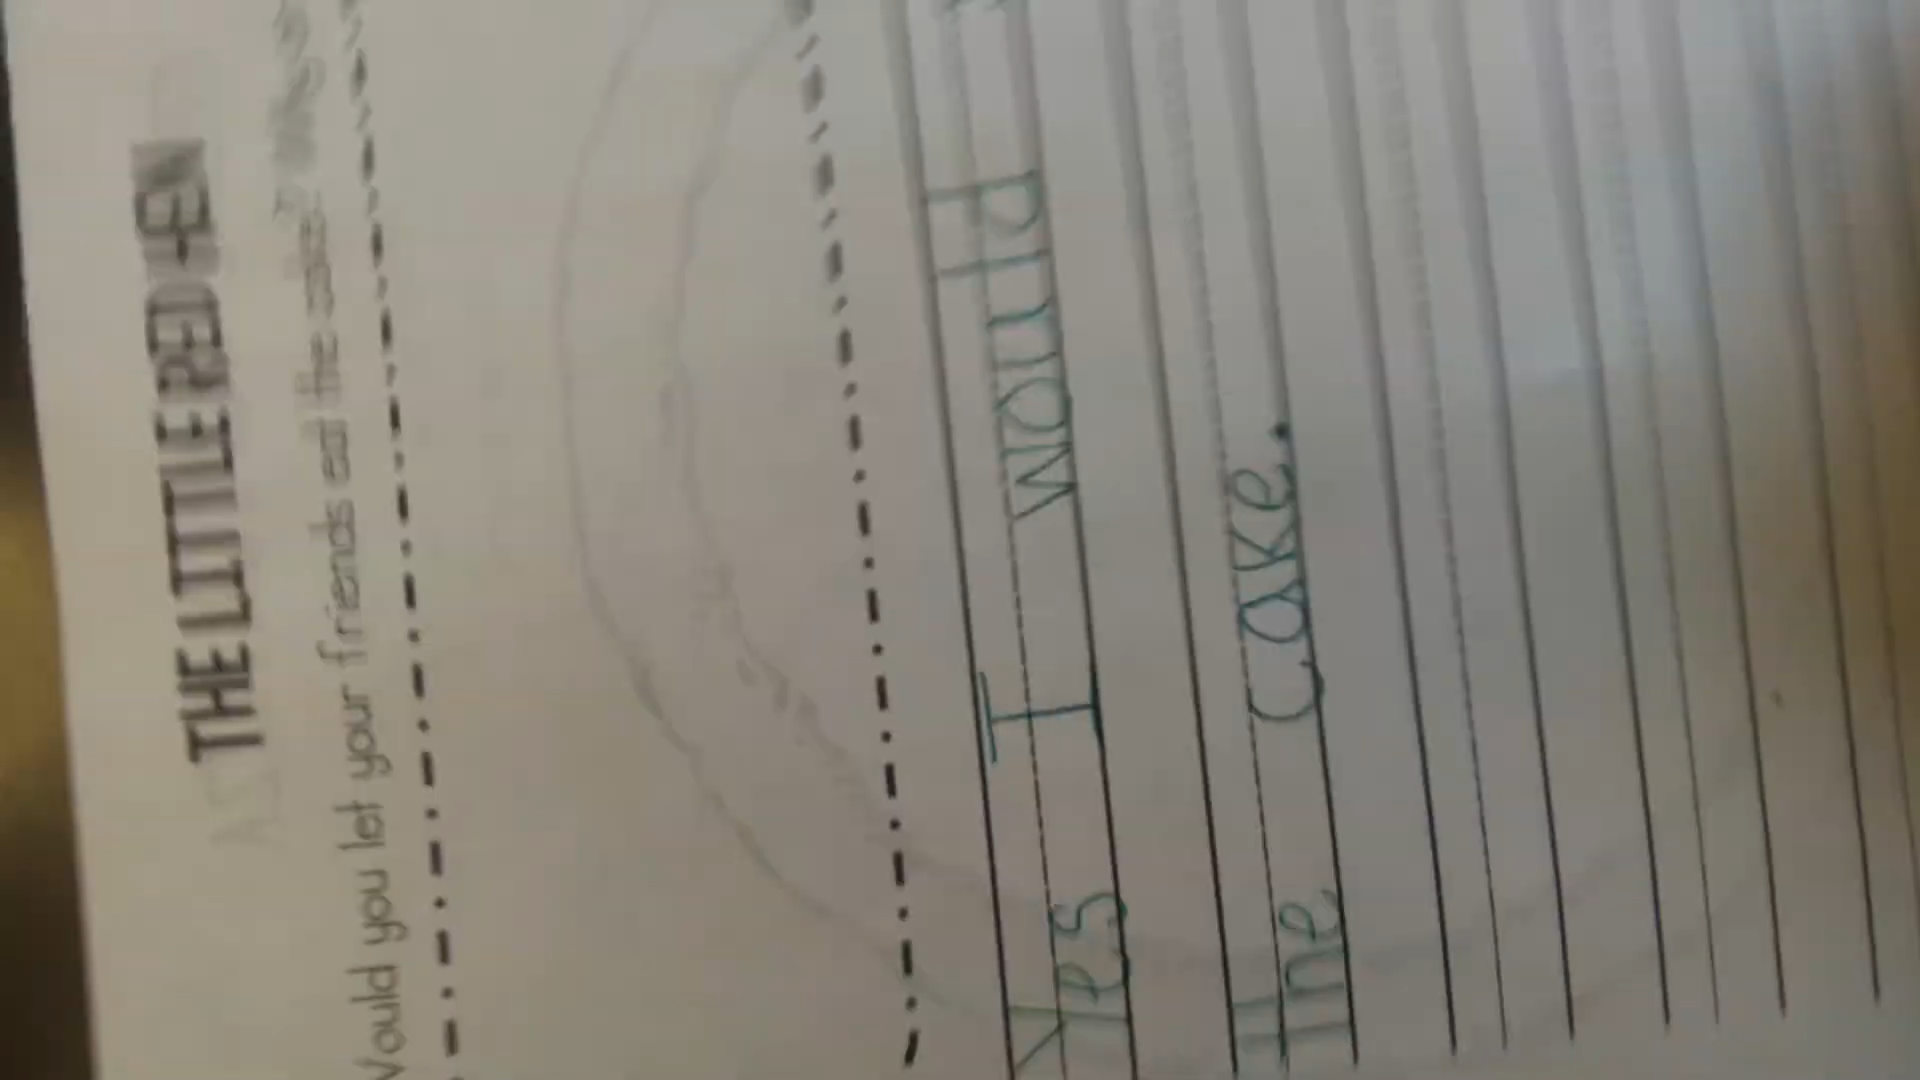 THE LITTLE RED HEN
Would you let your friends eat the cake?
Yes I would
the cake.